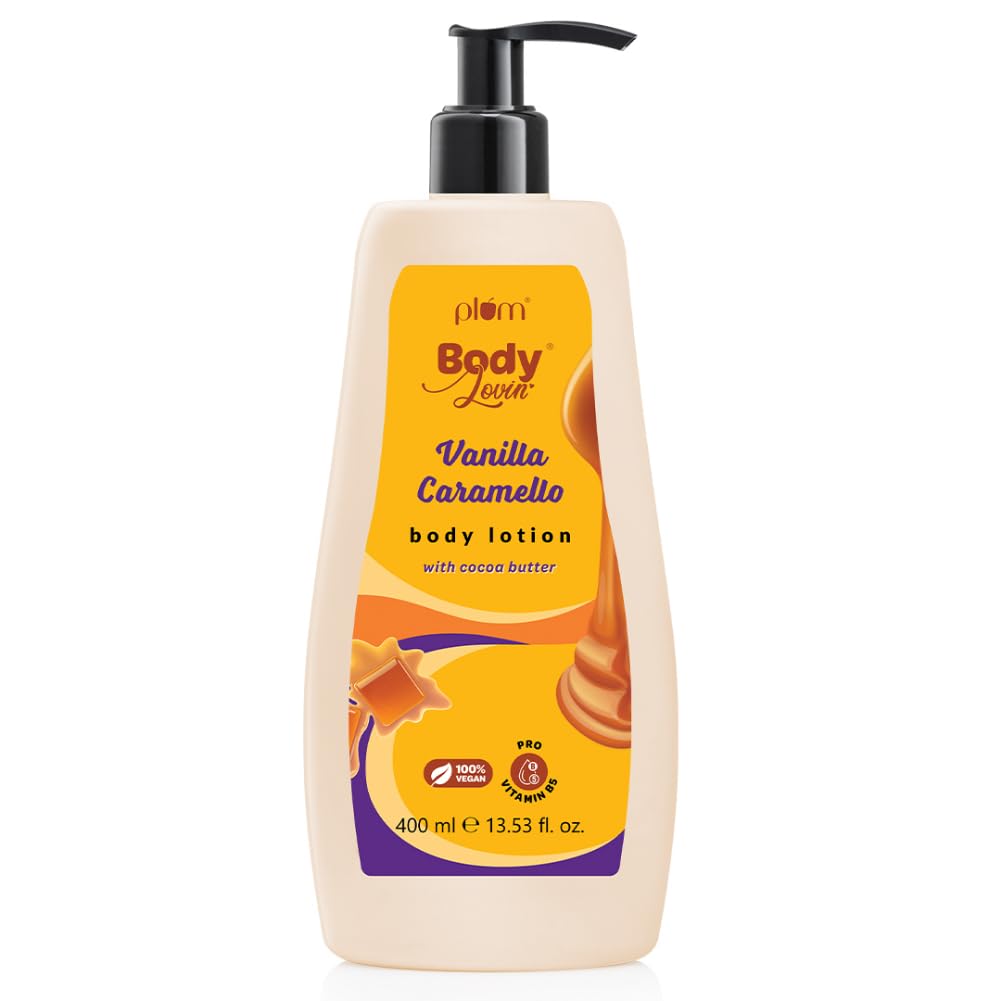 plum®
Body®
Lovin'
Vanilla
Caramello
body lotion
with cocoa butter
100%
VEGAN
PRO
B
5
VITAMIN B5
400 ml ℮ 13.53 fl. oz.